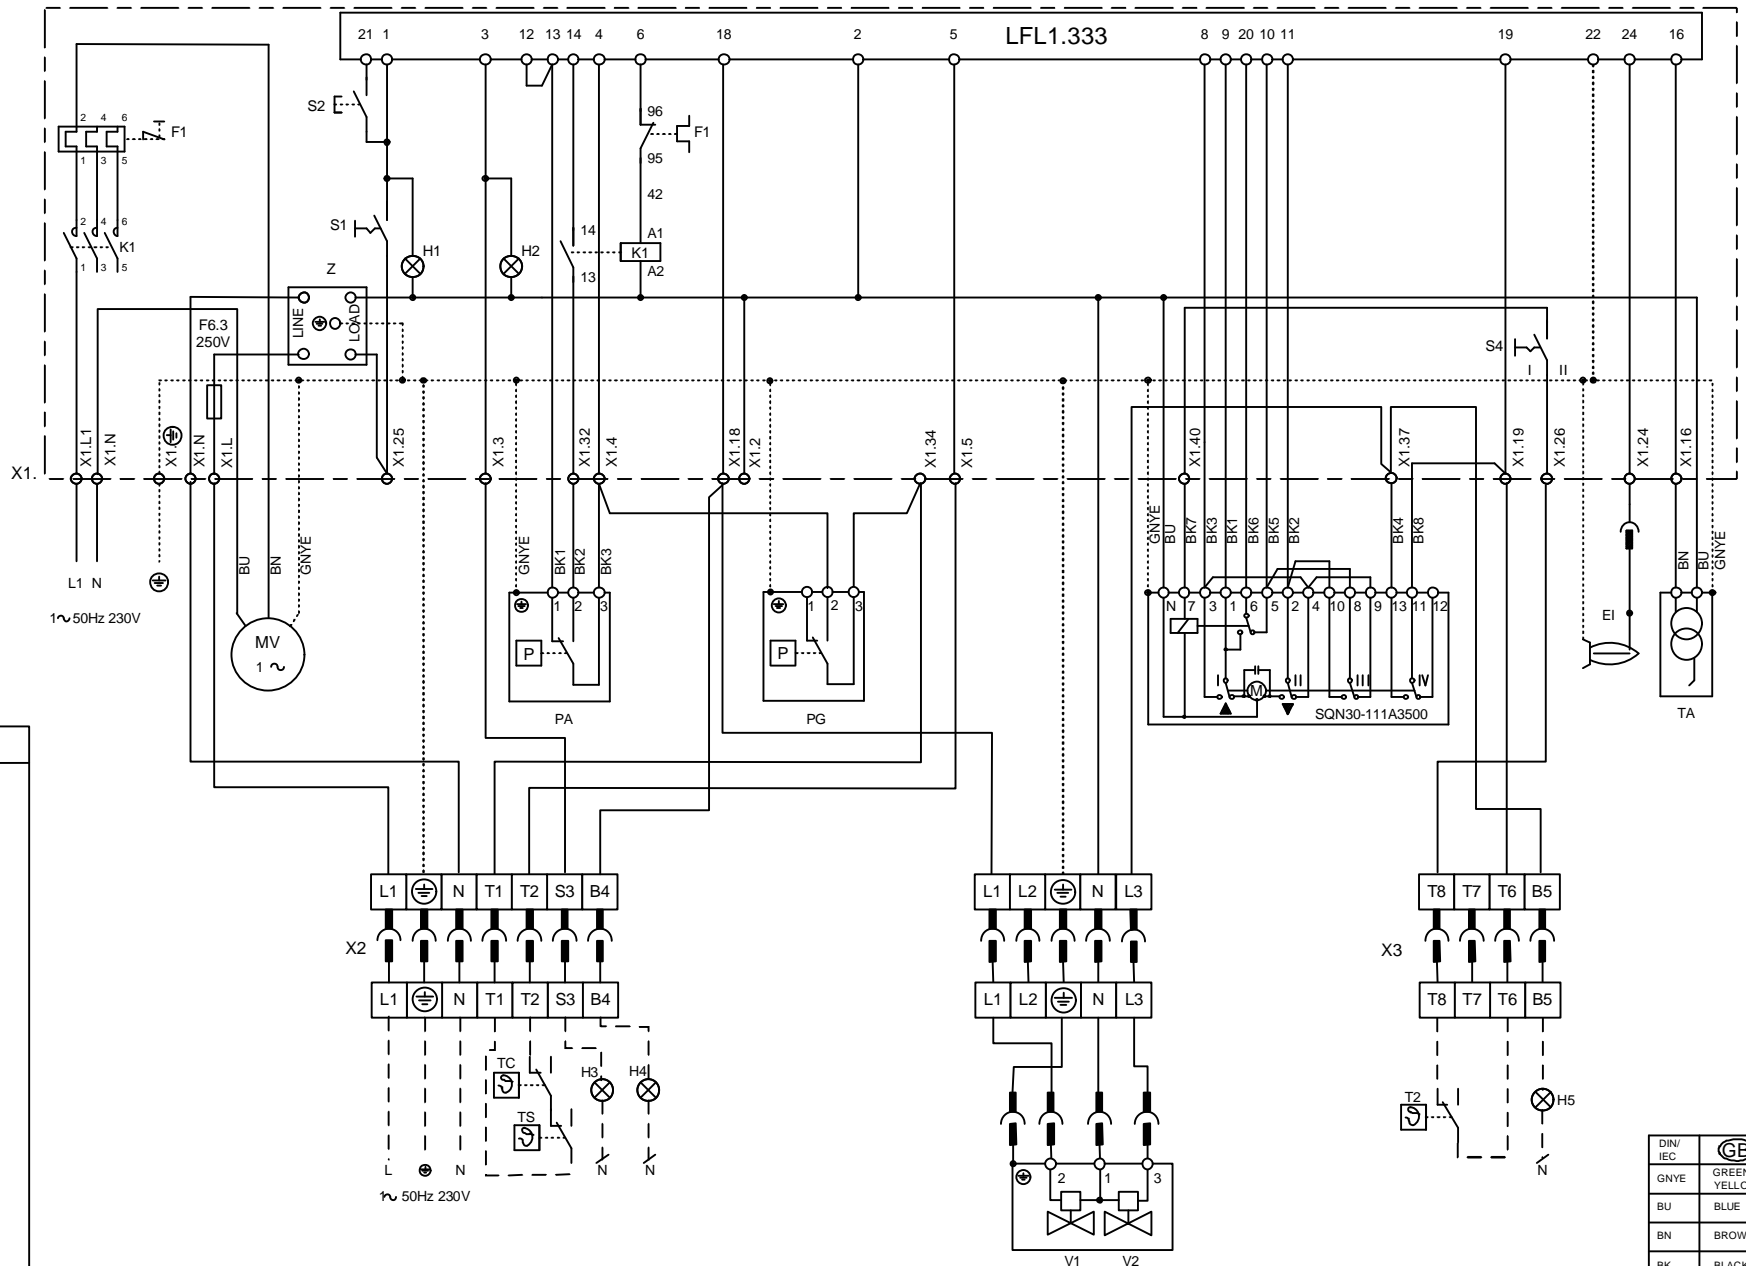 21 1 3 12 13 14 4 6 18 2 5 LFL1.333 8 9 20 10 11 19 22 24 16
S2
96
F1
95
42
2 4 6
F1
1 3 5
2 4 6
K1
1 3 5
S1
H1
H2
14
13
A1
K1
A2
Z
LINE
LOAD
F6.3
250V
S4
I II
X1.
X1.L1
X1.N
X1.
X1.N
X1.L
X1.25
X1.3
X1.32
X1.4
X1.18
X1.2
X1.34
X1.5
X1.40
X1.37
X1.19
X1.26
X1.24
X1.16
L1 N
1~50Hz 230V
BU
BN
GNYE
MV
1 ~
GNYE
BK1
BK2
BK3
1 2 3
P
PA
1 2 3
P
PG
GNYE
BU
BK7
BK3
BK1
BK6
BK5
BK2
BK4
BK8
N 7 3 1 6 5 2 4 10 8 9 13 11 12
I M II III IV
SQN30-111A3500
EI
BN
BU
GNYE
TA
L1 N T1 T2 S3 B4
X2
L1 N T1 T2 S3 B4
TC
TS
H3
H4
L N
N
N
1~ 50Hz 230V
L1 L2 N L3
L1 L2 N L3
2 1 3
V1 V2
T8 T7 T6 B5
X3
T8 T7 T6 B5
T2
H5
N
DIN/
IEC
GB
GNYE
BU BLUE
BN